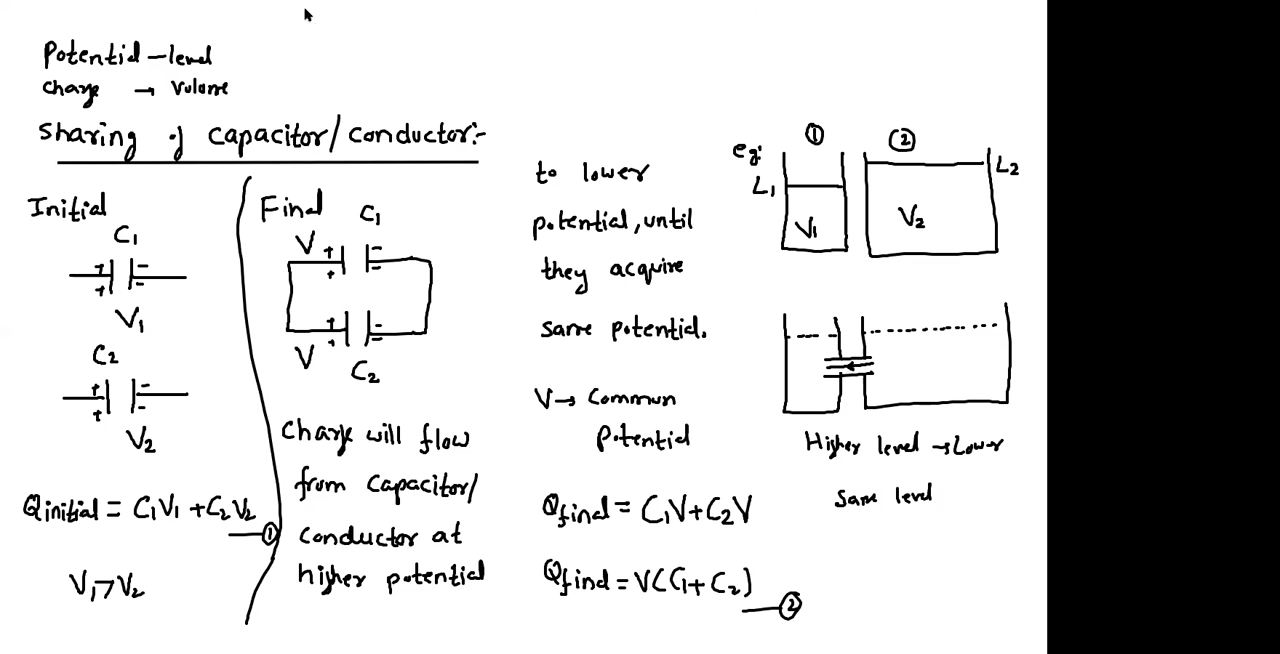 Potential - level
charge → Volume
Sharing of Capacitor/Conductor:-
Initial
C1
+ -
+ -
V1
C2
+ -
+ -
V2
Qinitial = C1V1 + C2V2
①
V1 > V2
Final
C1
V + -
+ -
+ -
V + -
C2
Charge will flow
from Capacitor/
conductor at
higher potential
to lower
potential, until
they acquire
same potential.
V → Common
Potential
Qfinal = C1V + C2V
Qfinal = V(C1 + C2)
②
eg:
① ②
L1 L2
V1 V2
Higher level → Lower
Same level